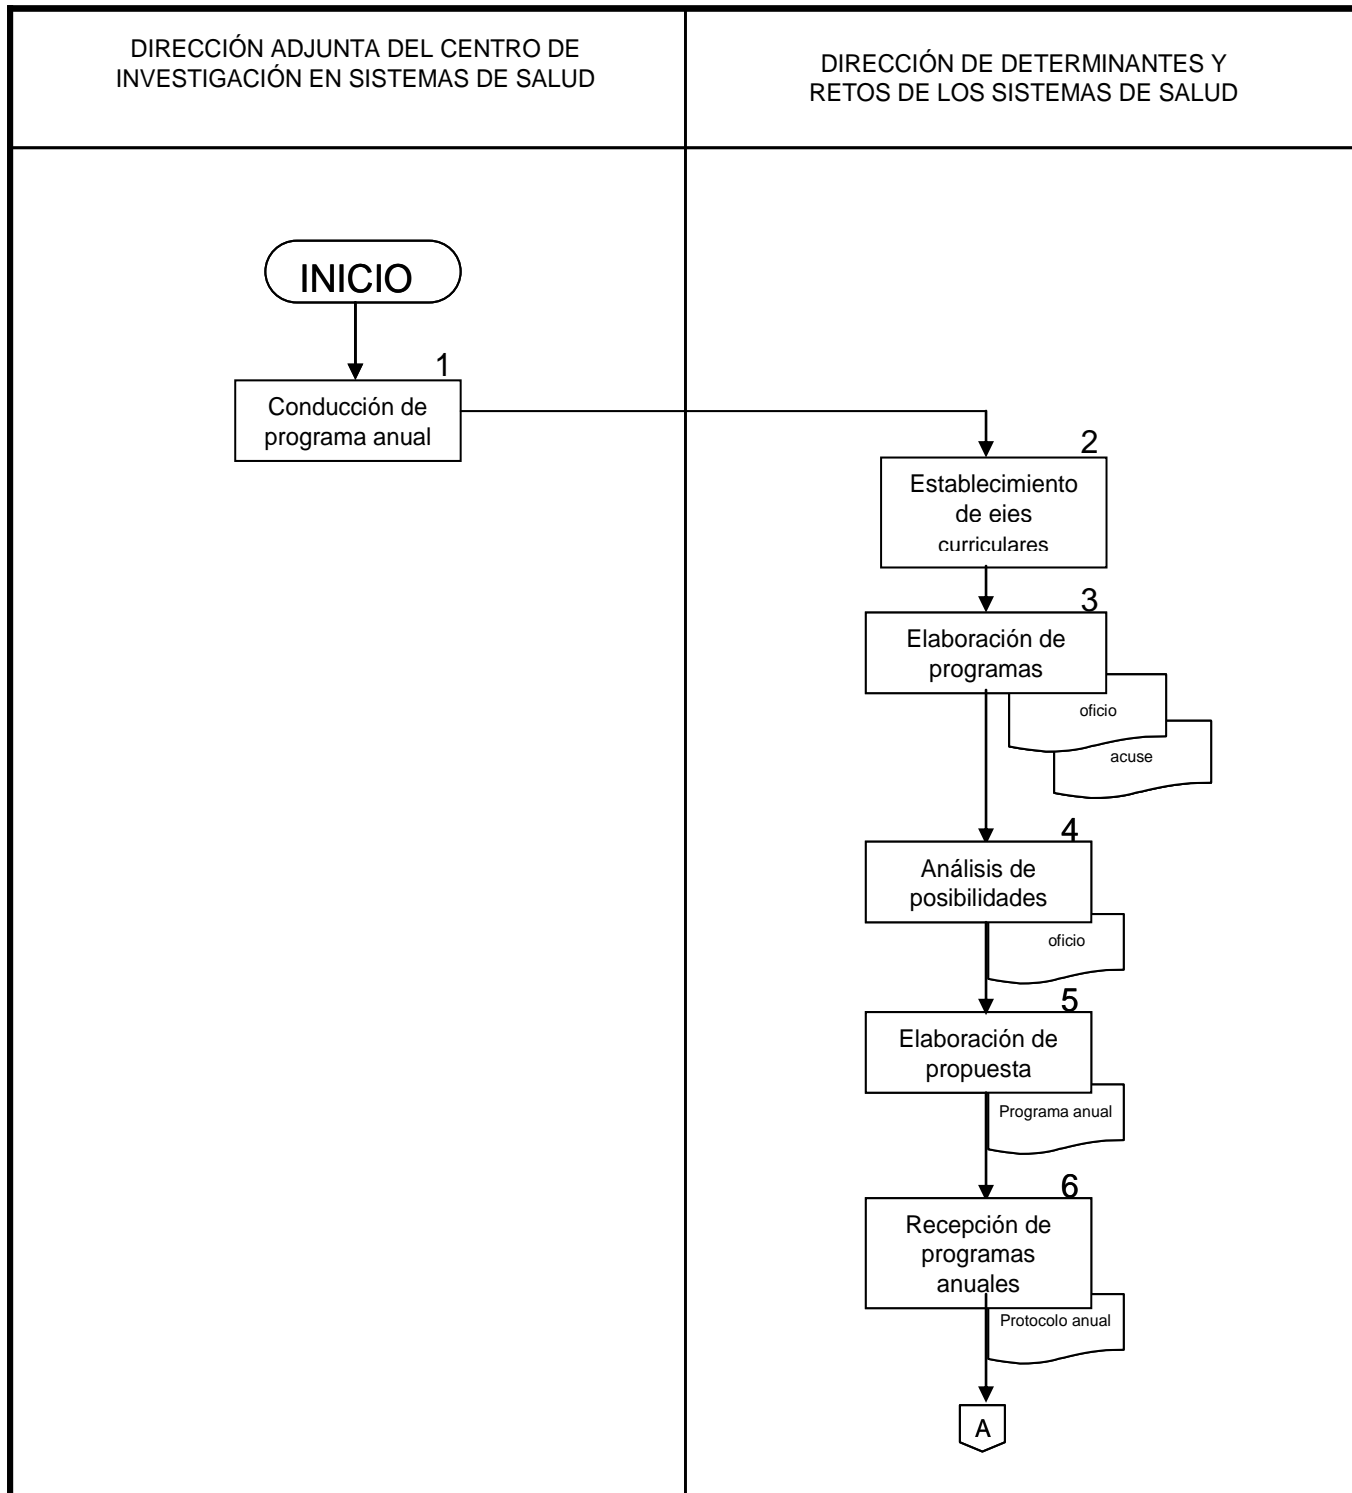 DIRECCIÓN ADJUNTA DEL CENTRO DE
INVESTIGACIÓN EN SISTEMAS DE SALUD
DIRECCIÓN DE DETERMINANTES Y
RETOS DE LOS SISTEMAS DE SALUD
INICIO
1
Conducción de
programa anual
2
Establecimiento
de ejes
curriculares
3
Elaboración de
programas
oficio
acuse
4
Análisis de
posibilidades
oficio
5
Elaboración de
propuesta
Programa anual
6
Recepción de
programas
anuales
Protocolo anual
A